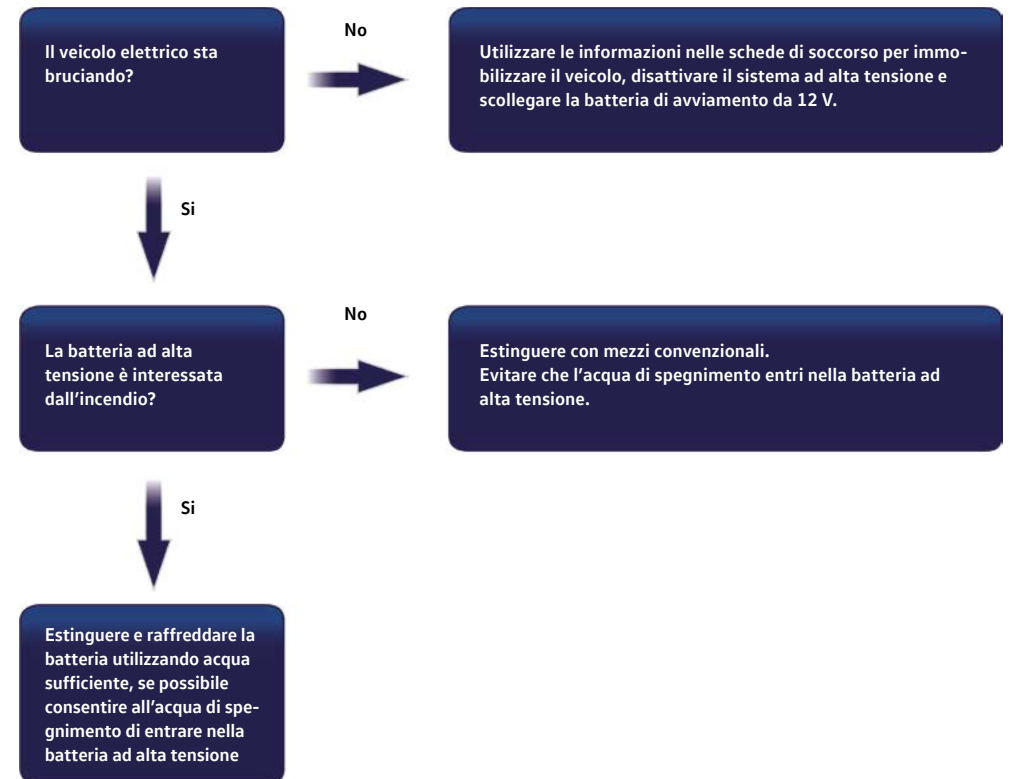 Il veicolo elettrico sta
bruciando?
No
Utilizzare le informazioni nelle schede di soccorso per immo-
bilizzare il veicolo, disattivare il sistema ad alta tensione e
scollegare la batteria di avviamento da 12 V.
Si
La batteria ad alta
tensione è interessata
dall'incendio?
No
Estinguere con mezzi convenzionali.
Evitare che l'acqua di spegnimento entri nella batteria ad
alta tensione.
Si
Estinguere e raffreddare la
batteria utilizzando acqua
sufficiente, se possibile
consentire all'acqua di spe-
gnimento di entrare nella
batteria ad alta tensione